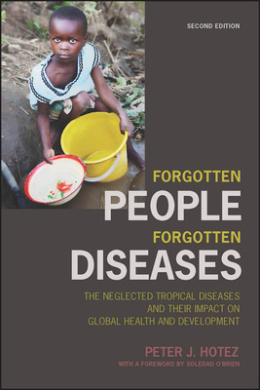 SECOND EDITION
FORGOTTEN
PEOPLE
FORGOTTEN
DISEASES
THE NEGLECTED TROPICAL DISEASES
AND THEIR IMPACT ON
GLOBAL HEALTH AND DEVELOPMENT
PETER J. HOTEZ
WITH A FOREWORD BY SOLEDAD O'BRIEN